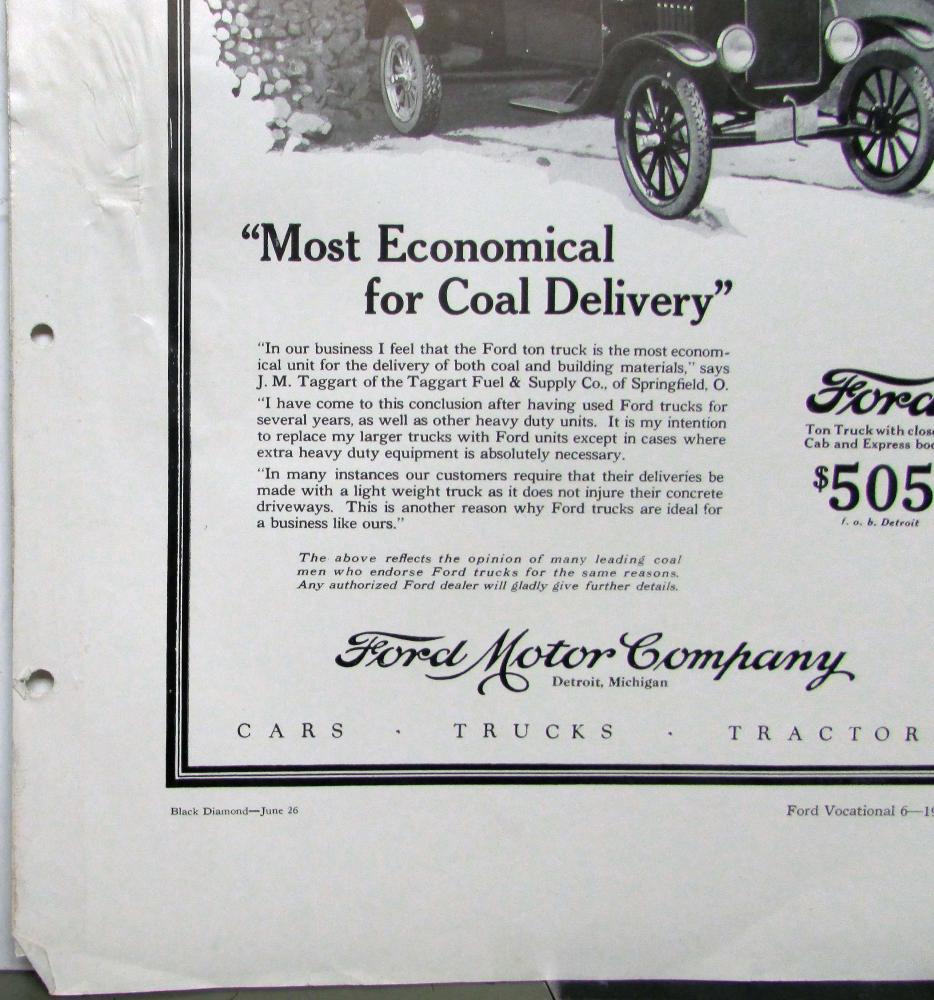 “Most Economical
for Coal Delivery”
“In our business I feel that the Ford ton truck is the most econom-
ical unit for the delivery of both coal and building materials,” says
J. M. Taggart of the Taggart Fuel & Supply Co., of Springfield, O.
“I have come to this conclusion after having used Ford trucks for
several years, as well as other heavy duty units. It is my intention
to replace my larger trucks with Ford units except in cases where
extra heavy duty equipment is absolutely necessary.
“In many instances our customers require that their deliveries be
made with a light weight truck as it does not injure their concrete
driveways. This is another reason why Ford trucks are ideal for
a business like ours.”
The above reflects the opinion of many leading coal
men who endorse Ford trucks for the same reasons.
Any authorized Ford dealer will gladly give further details.
Ford
Ton Truck with close
Cab and Express bo
$505
f. o. b. Detroit
Ford Motor Company
Detroit, Michigan
CARS · TRUCKS · TRACTOR
Black Diamond—June 26
Ford Vocational 6—19